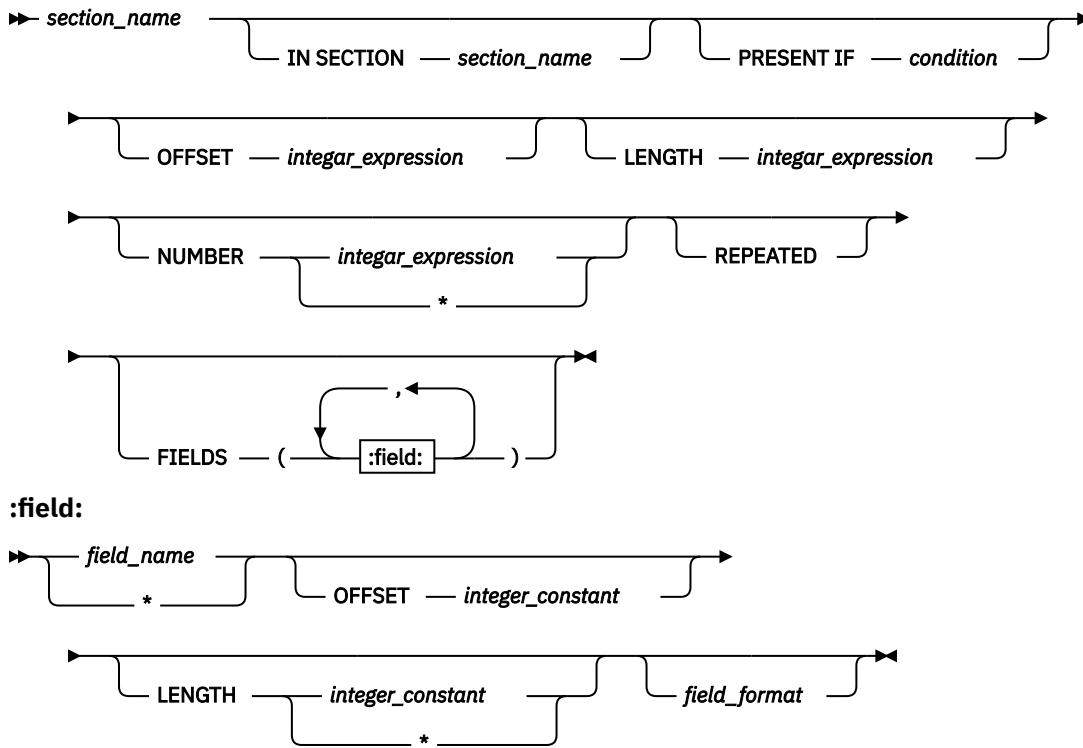 section_name
IN SECTION section_name PRESENT IF condition
OFFSET integar_expression LENGTH integar_expression
NUMBER integar_expression REPEATED
*
,
FIELDS ( :field: )
:field:
field_name
* OFFSET integer_constant
LENGTH integer_constant field_format
*